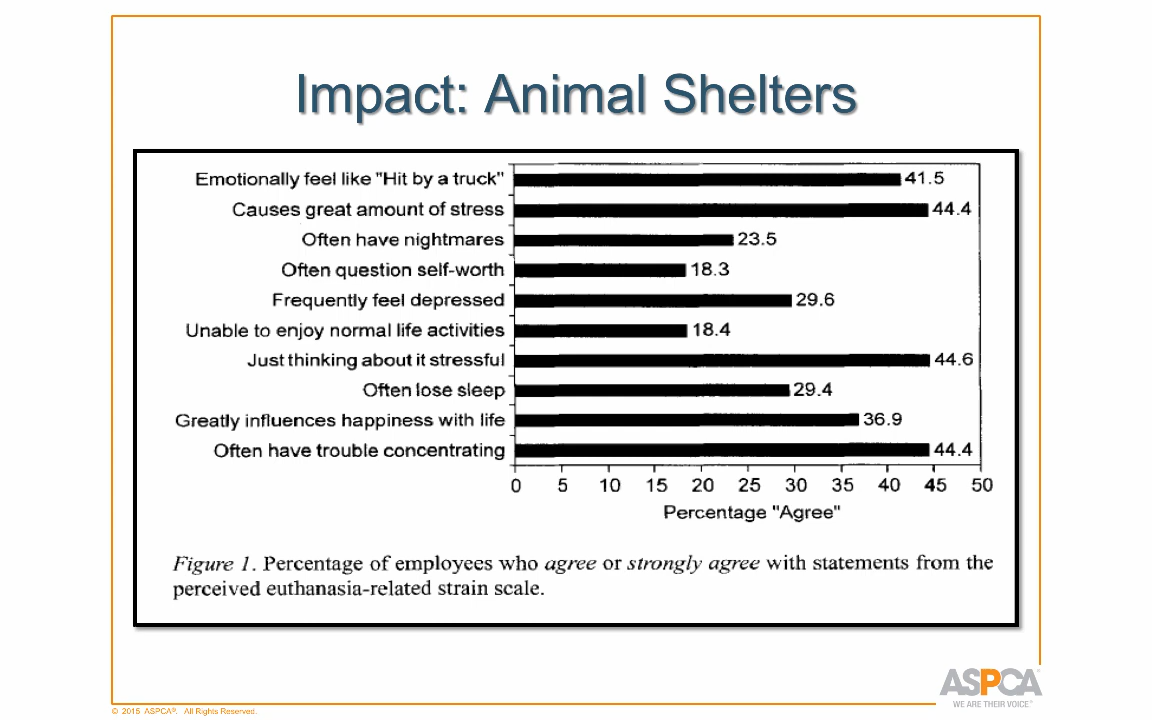 Impact: Animal Shelters
Emotionally feel like "Hit by a truck" 41.5
Causes great amount of stress 44.4
Often have nightmares 23.5
Often question self-worth 18.3
Frequently feel depressed 29.6
Unable to enjoy normal life activities 18.4
Just thinking about it stressful 44.6
Often lose sleep 29.4
Greatly influences happiness with life 36.9
Often have trouble concentrating 44.4
0 5 10 15 20 25 30 35 40 45 50
Percentage "Agree"
Figure 1. Percentage of employees who agree or strongly agree with statements from the
perceived euthanasia-related strain scale.
ASPCA®
WE ARE THEIR VOICE.®
© 2015 ASPCA®. All Rights Reserved.